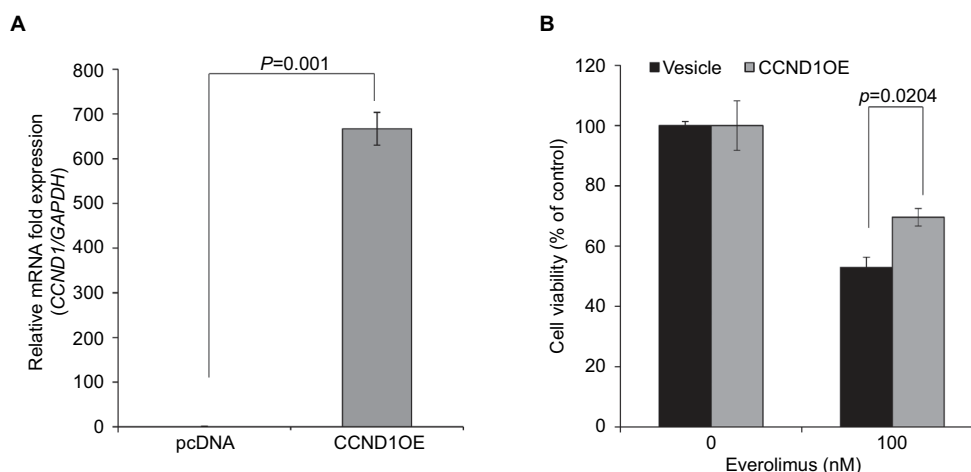 A
P=0.001
800
700
600
500
400
300
200
100
0
Relative mRNA fold expression
(CCND1/GAPDH)
pcDNA
CCND1OE
B
Vesicle
CCND1OE
p=0.0204
120
100
80
60
40
20
0
Cell viability (% of control)
0
100
Everolimus (nM)